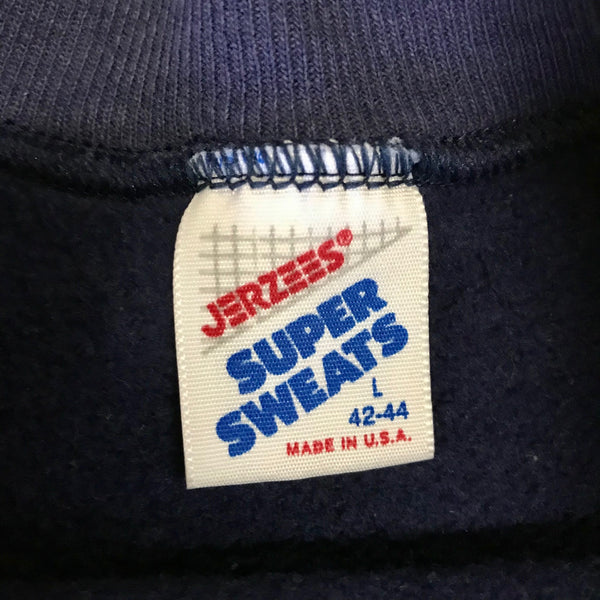 JERZEES®
SUPER
SWEATS
L
42-44
MADE IN U.S.A.